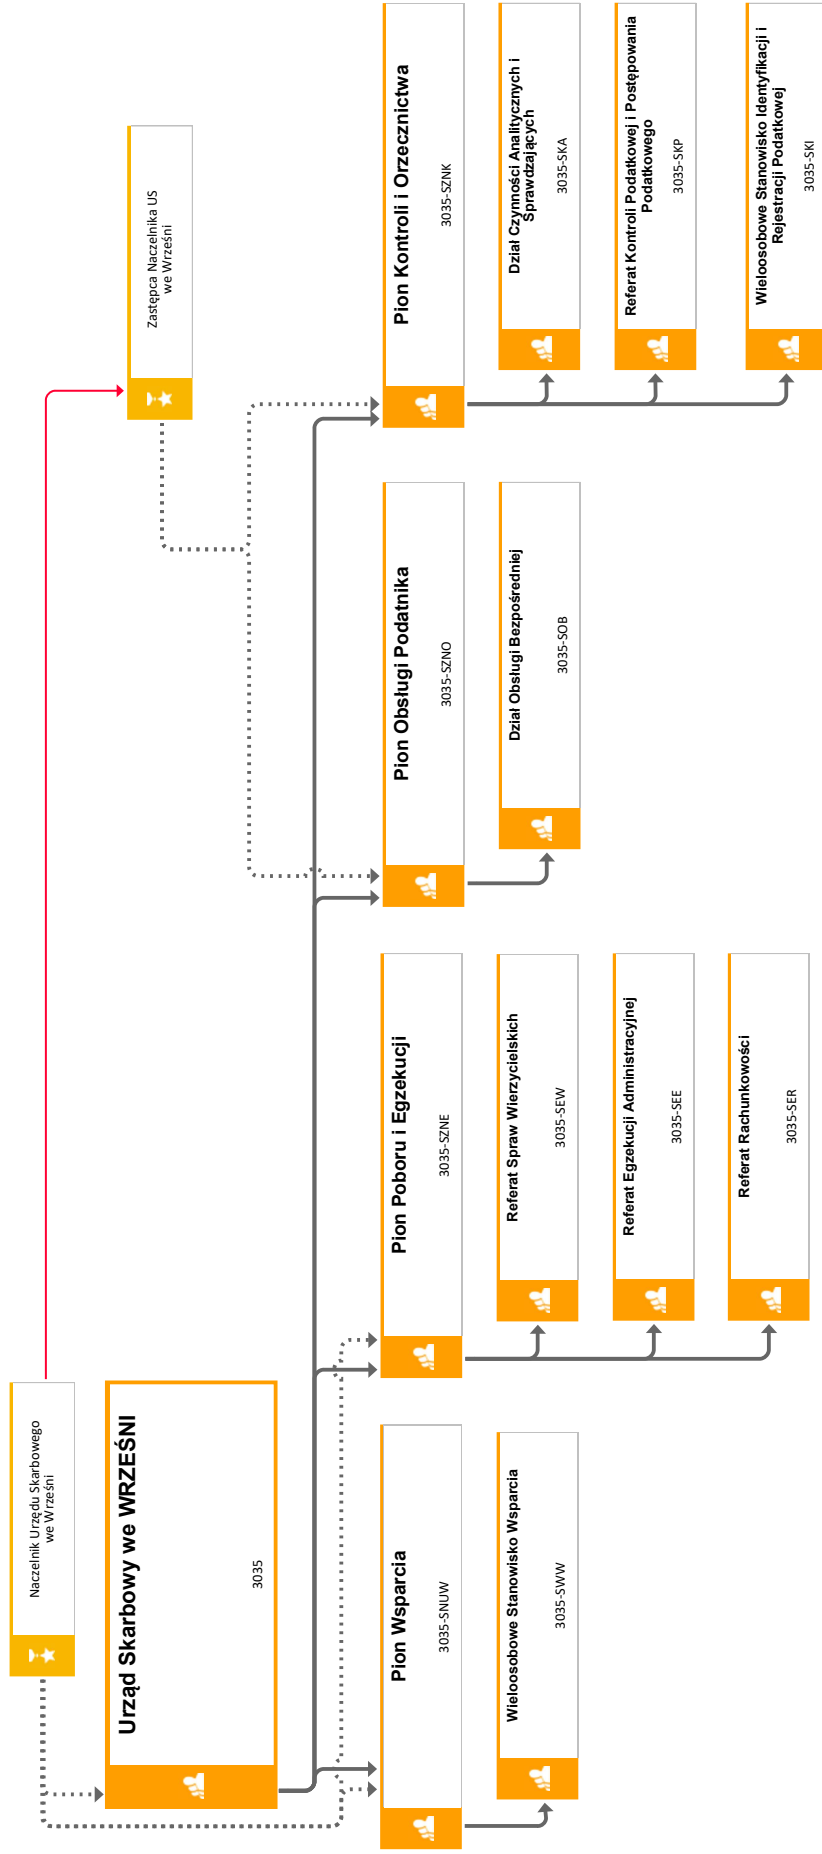 Naczelnik Urzędu Skarbowego
we Wrześni
Zastępca Naczelnika US
we Wrześni
Urząd Skarbowy we WRZEŚNI
3035
Pion Wsparcia
3035-SNUW
Wieloosobowe Stanowisko Wsparcia
3035-SWW
Pion Poboru i Egzekucji
3035-SZNE
Referat Spraw Wierzycielskich
3035-SEW
Referat Egzekucji Administracyjnej
3035-SEE
Referat Rachunkowości
3035-SER
Pion Obsługi Podatnika
3035-SZNO
Dział Obsługi Bezpośredniej
3035-SOB
Pion Kontroli i Orzecznictwa
3035-SZNK
Dział Czynności Analitycznych i
Sprawdzających
3035-SKA
Referat Kontroli Podatkowej i Postępowania
Podatkowego
3035-SKP
Wieloosobowe Stanowisko Identyfikacji i
Rejestracji Podatkowej
3035-SKI